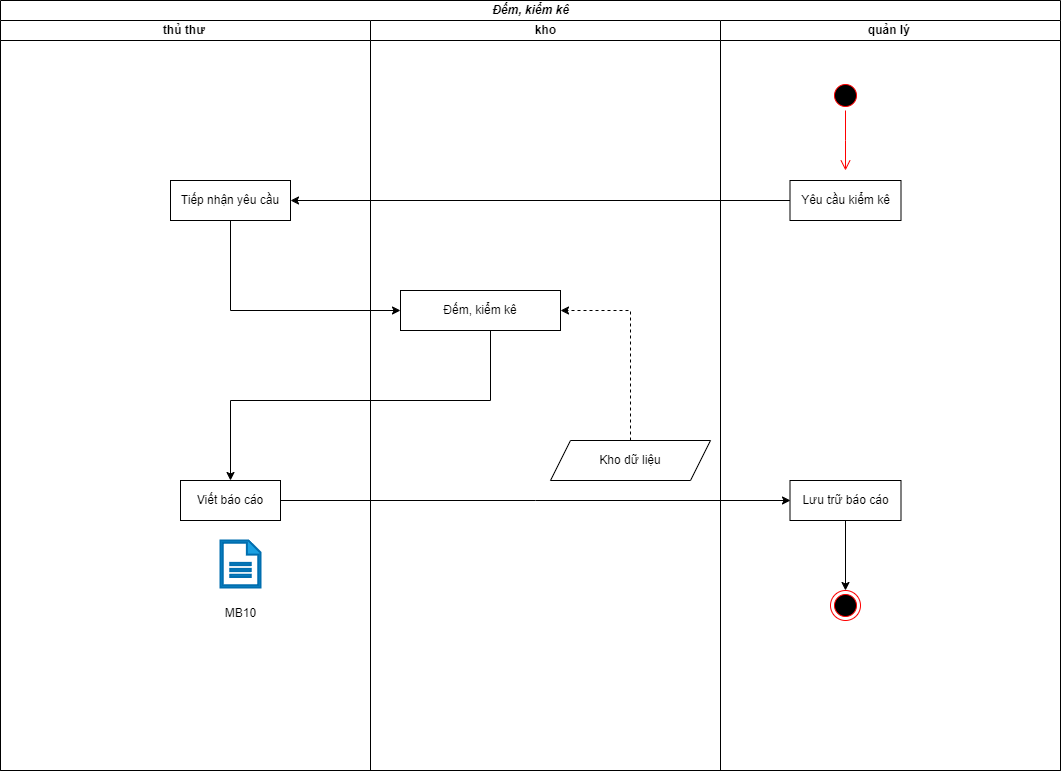 Đếm, kiểm kê
thủ thư
kho
quản lý
Tiếp nhận yêu cầu
Yêu cầu kiểm kê
Đếm, kiểm kê
Kho dữ liệu
Viết báo cáo
Lưu trữ báo cáo
MB10